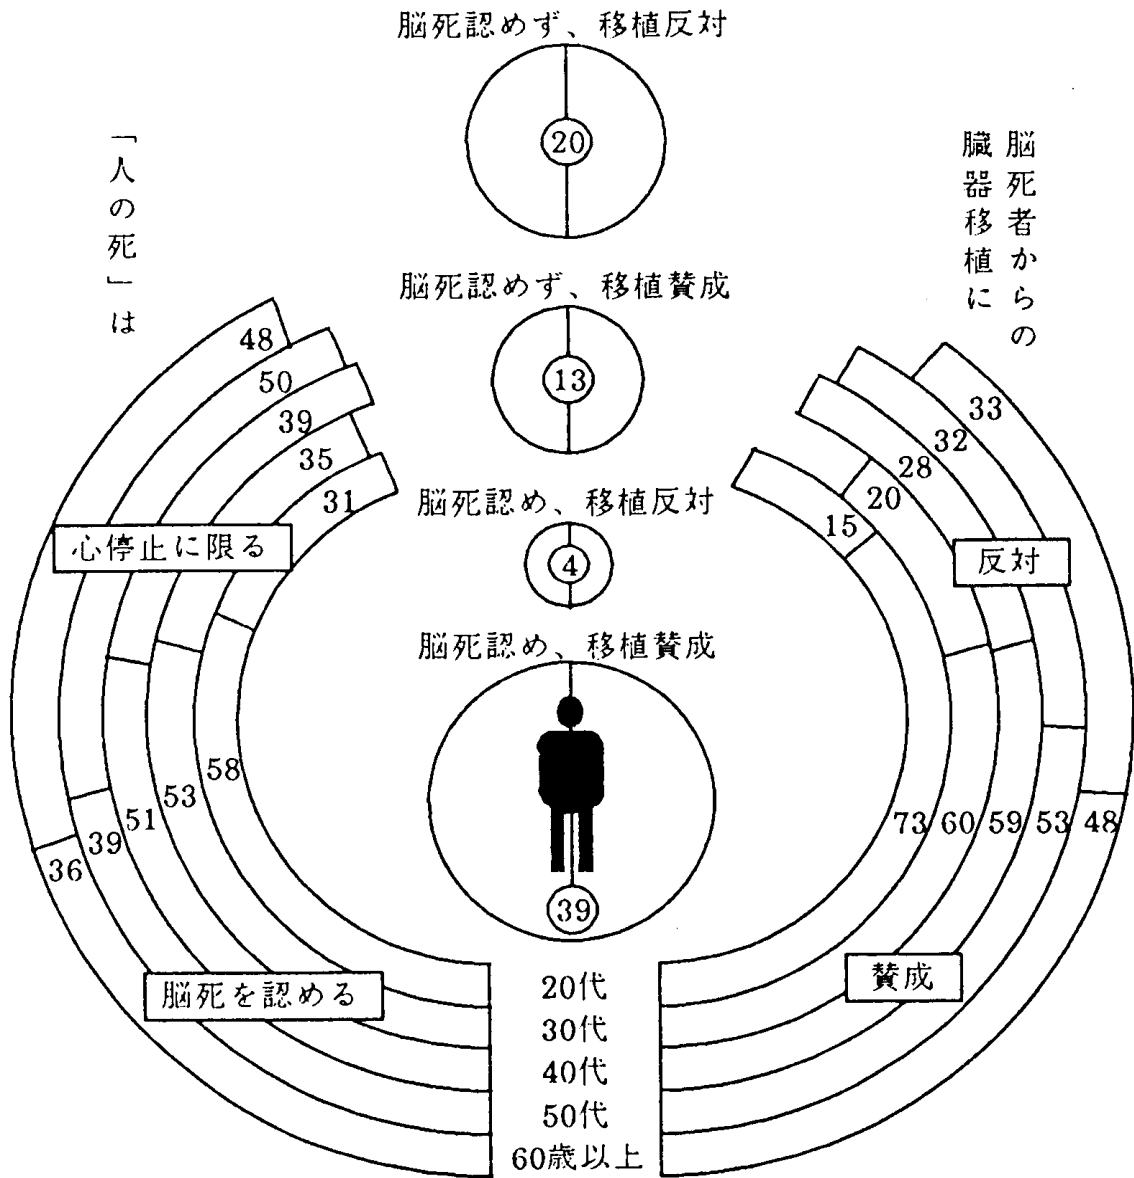 脳死認めず、移植反対
20
「人の死」は
脳死者からの
臓器移植に
脳死認めず、移植賛成
13
48
50
39
35
31
33
32
28
20
15
脳死認め、移植反対
4
心停止に限る
反対
脳死認め、移植賛成
39
58
53
51
39
36
73
60
59
53
48
脳死を認める
賛成
20代
30代
40代
50代
60歳以上